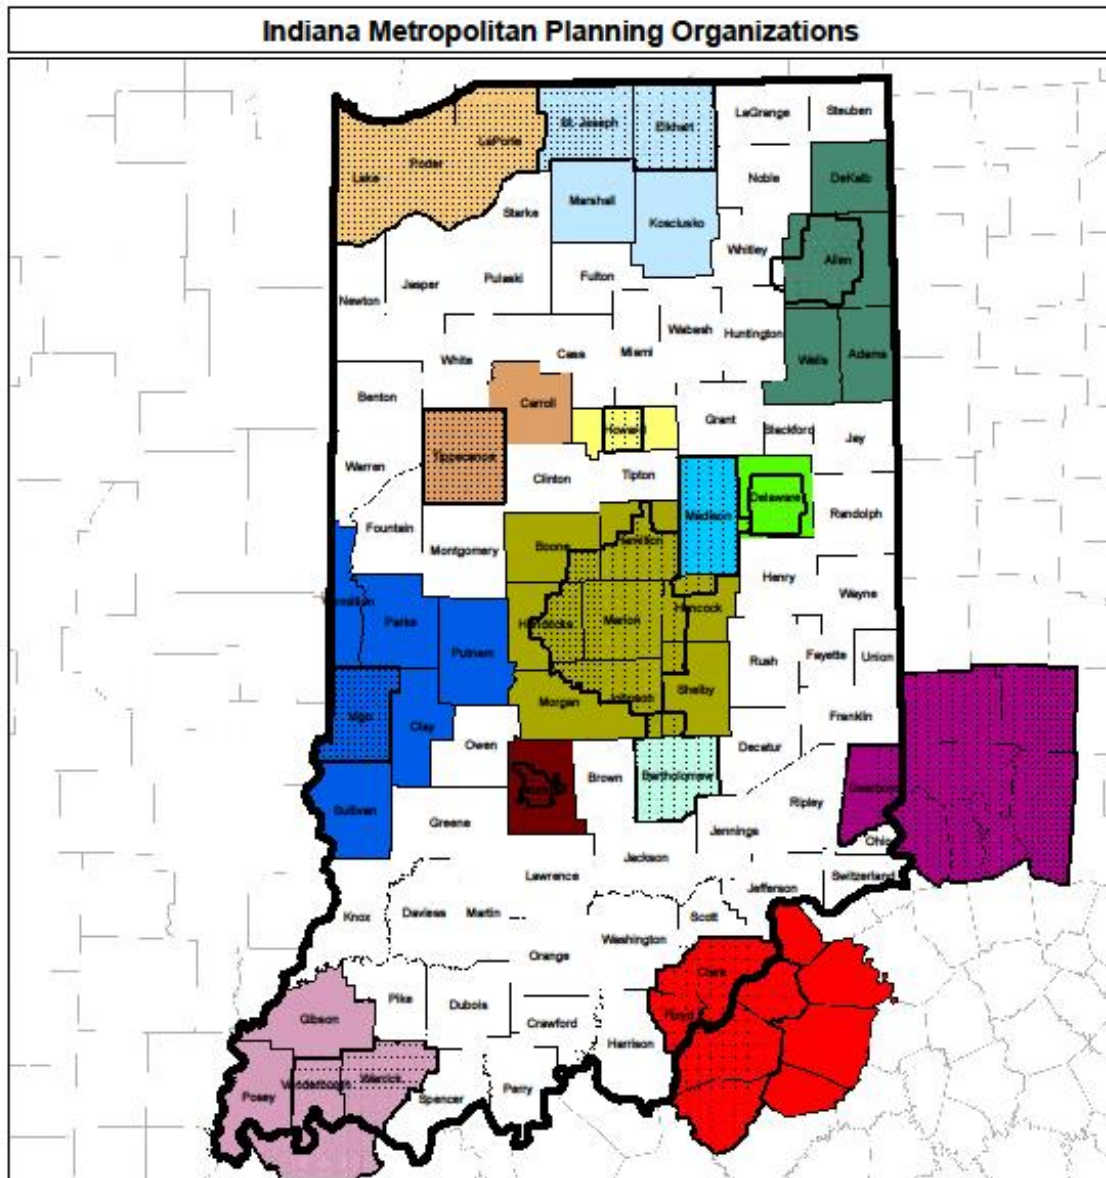 Indiana Metropolitan Planning Organizations
LaGrange
Steuben
St. Joseph
Elkhart
LaPorte
Porter
Lake
Noble
DeKalb
Marshall
Starke
Kosciusko
Whitley
Allen
Pulaski
Fulton
Jasper
Newton
Wabash
Huntington
Miami
Cass
White
Wells
Adams
Benton
Carroll
Grant
Blackford
Jay
Howard
Tippecanoe
Warren
Clinton
Tipton
Delaware
Madison
Randolph
Fountain
Montgomery
Boone
Hamilton
Henry
Wayne
Parke
Hendricks
Marion
Hancock
Putnam
Rush
Fayette
Union
Shelby
Morgan
Johnson
Vigo
Clay
Franklin
Owen
Decatur
Brown
Bartholomew
Dearborn
Ripley
Sullivan
Greene
Jennings
Ohio
Jackson
Lawrence
Switzerland
Jefferson
Knox
Daviess
Martin
Scott
Washington
Orange
Clark
Pike
Dubois
Gibson
Floyd
Crawford
Harrison
Vanderburgh
Warrick
Posey
Spencer
Perry